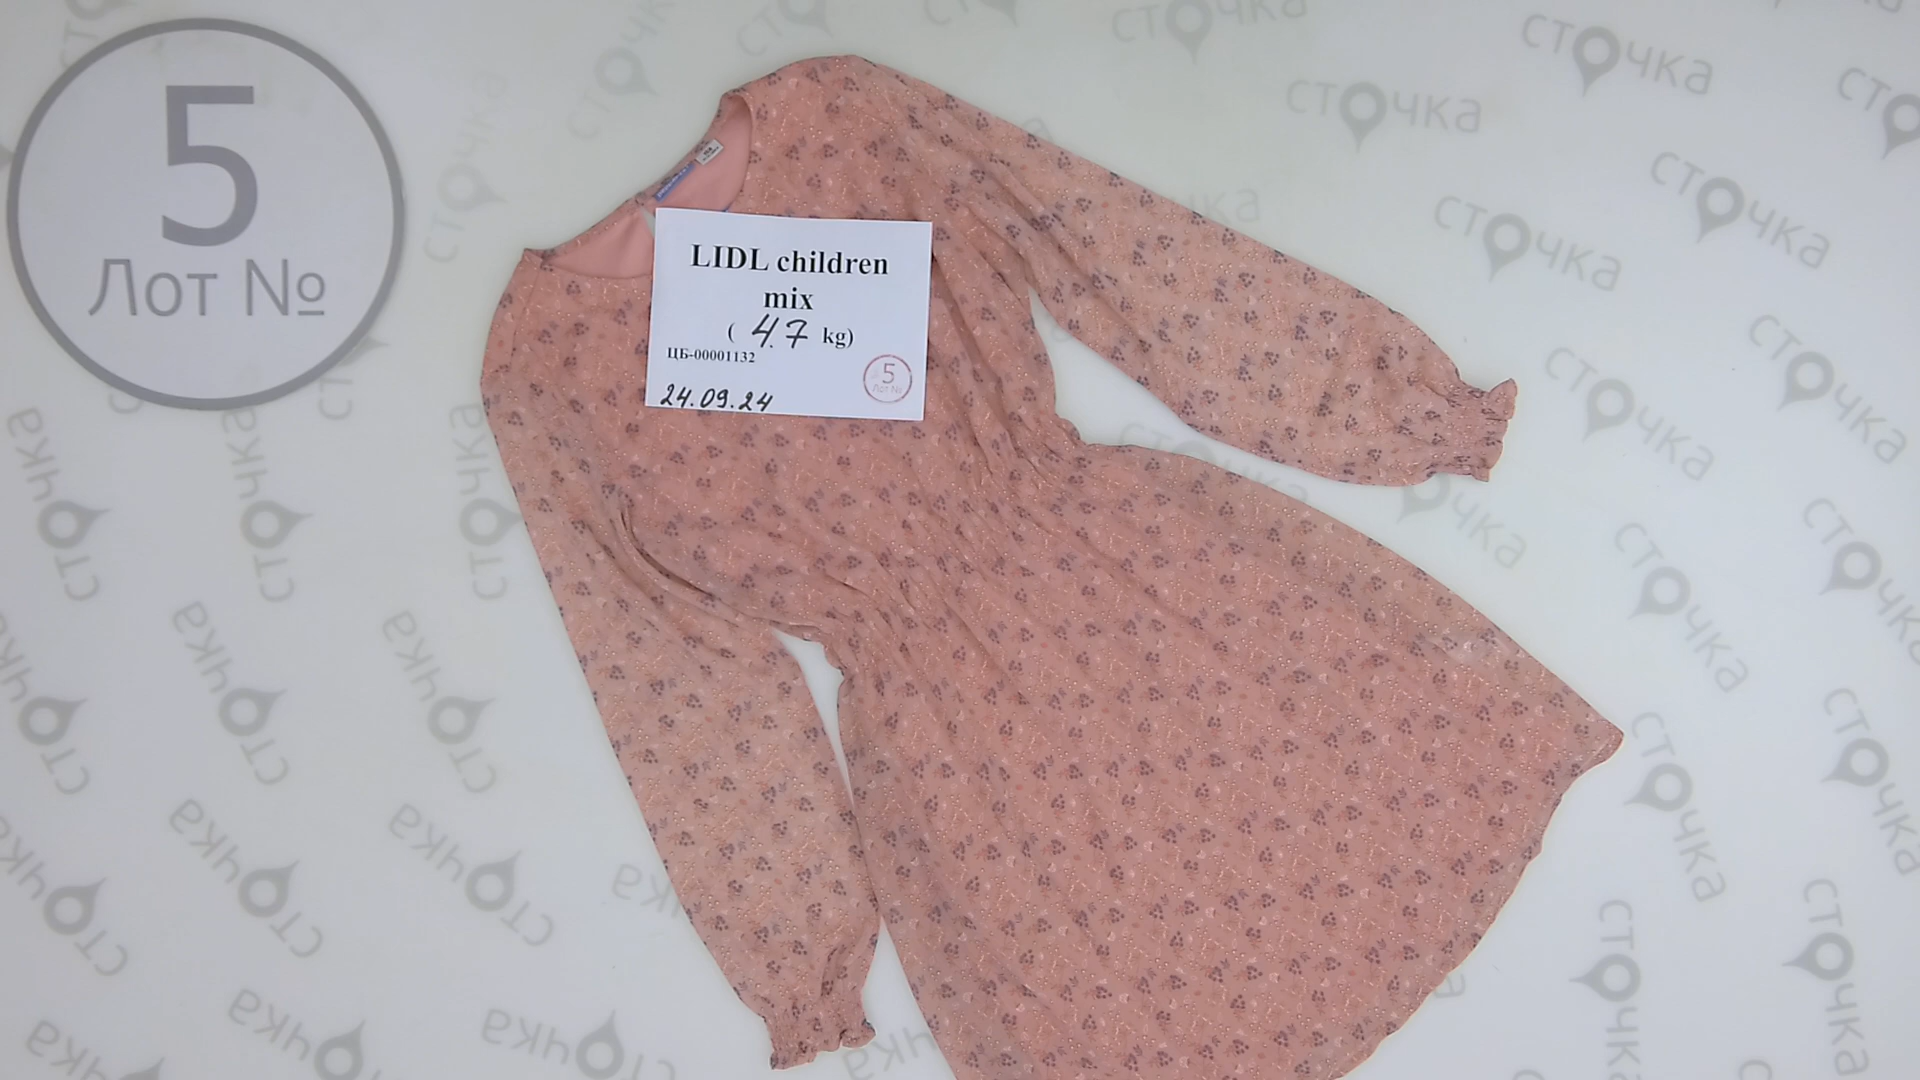 5
Лот №
LIDL children
mix
( 4.7 kg)
ЦБ-00001132
24.09.24
5
Лот №
сточка